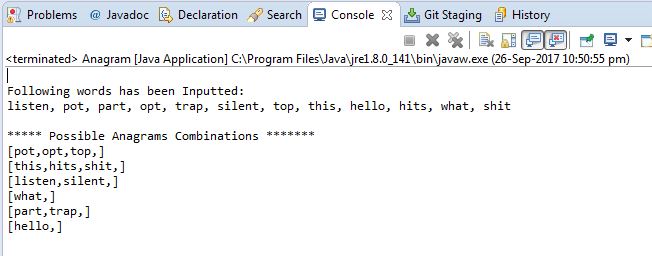 Problems @ Javadoc Declaration Search Console Git Staging History
<terminated> Anagram [Java Application] C:\Program Files\Java\jre1.8.0_141\bin\javaw.exe (26-Sep-2017 10:50:55 pm)
Following words has been Inputted:
listen, pot, part, opt, trap, silent, top, this, hello, hits, what, shit
***** Possible Anagrams Combinations *******
[pot,opt,top,]
[this,hits,shit,]
[listen,silent,]
[what,]
[part,trap,]
[hello,]